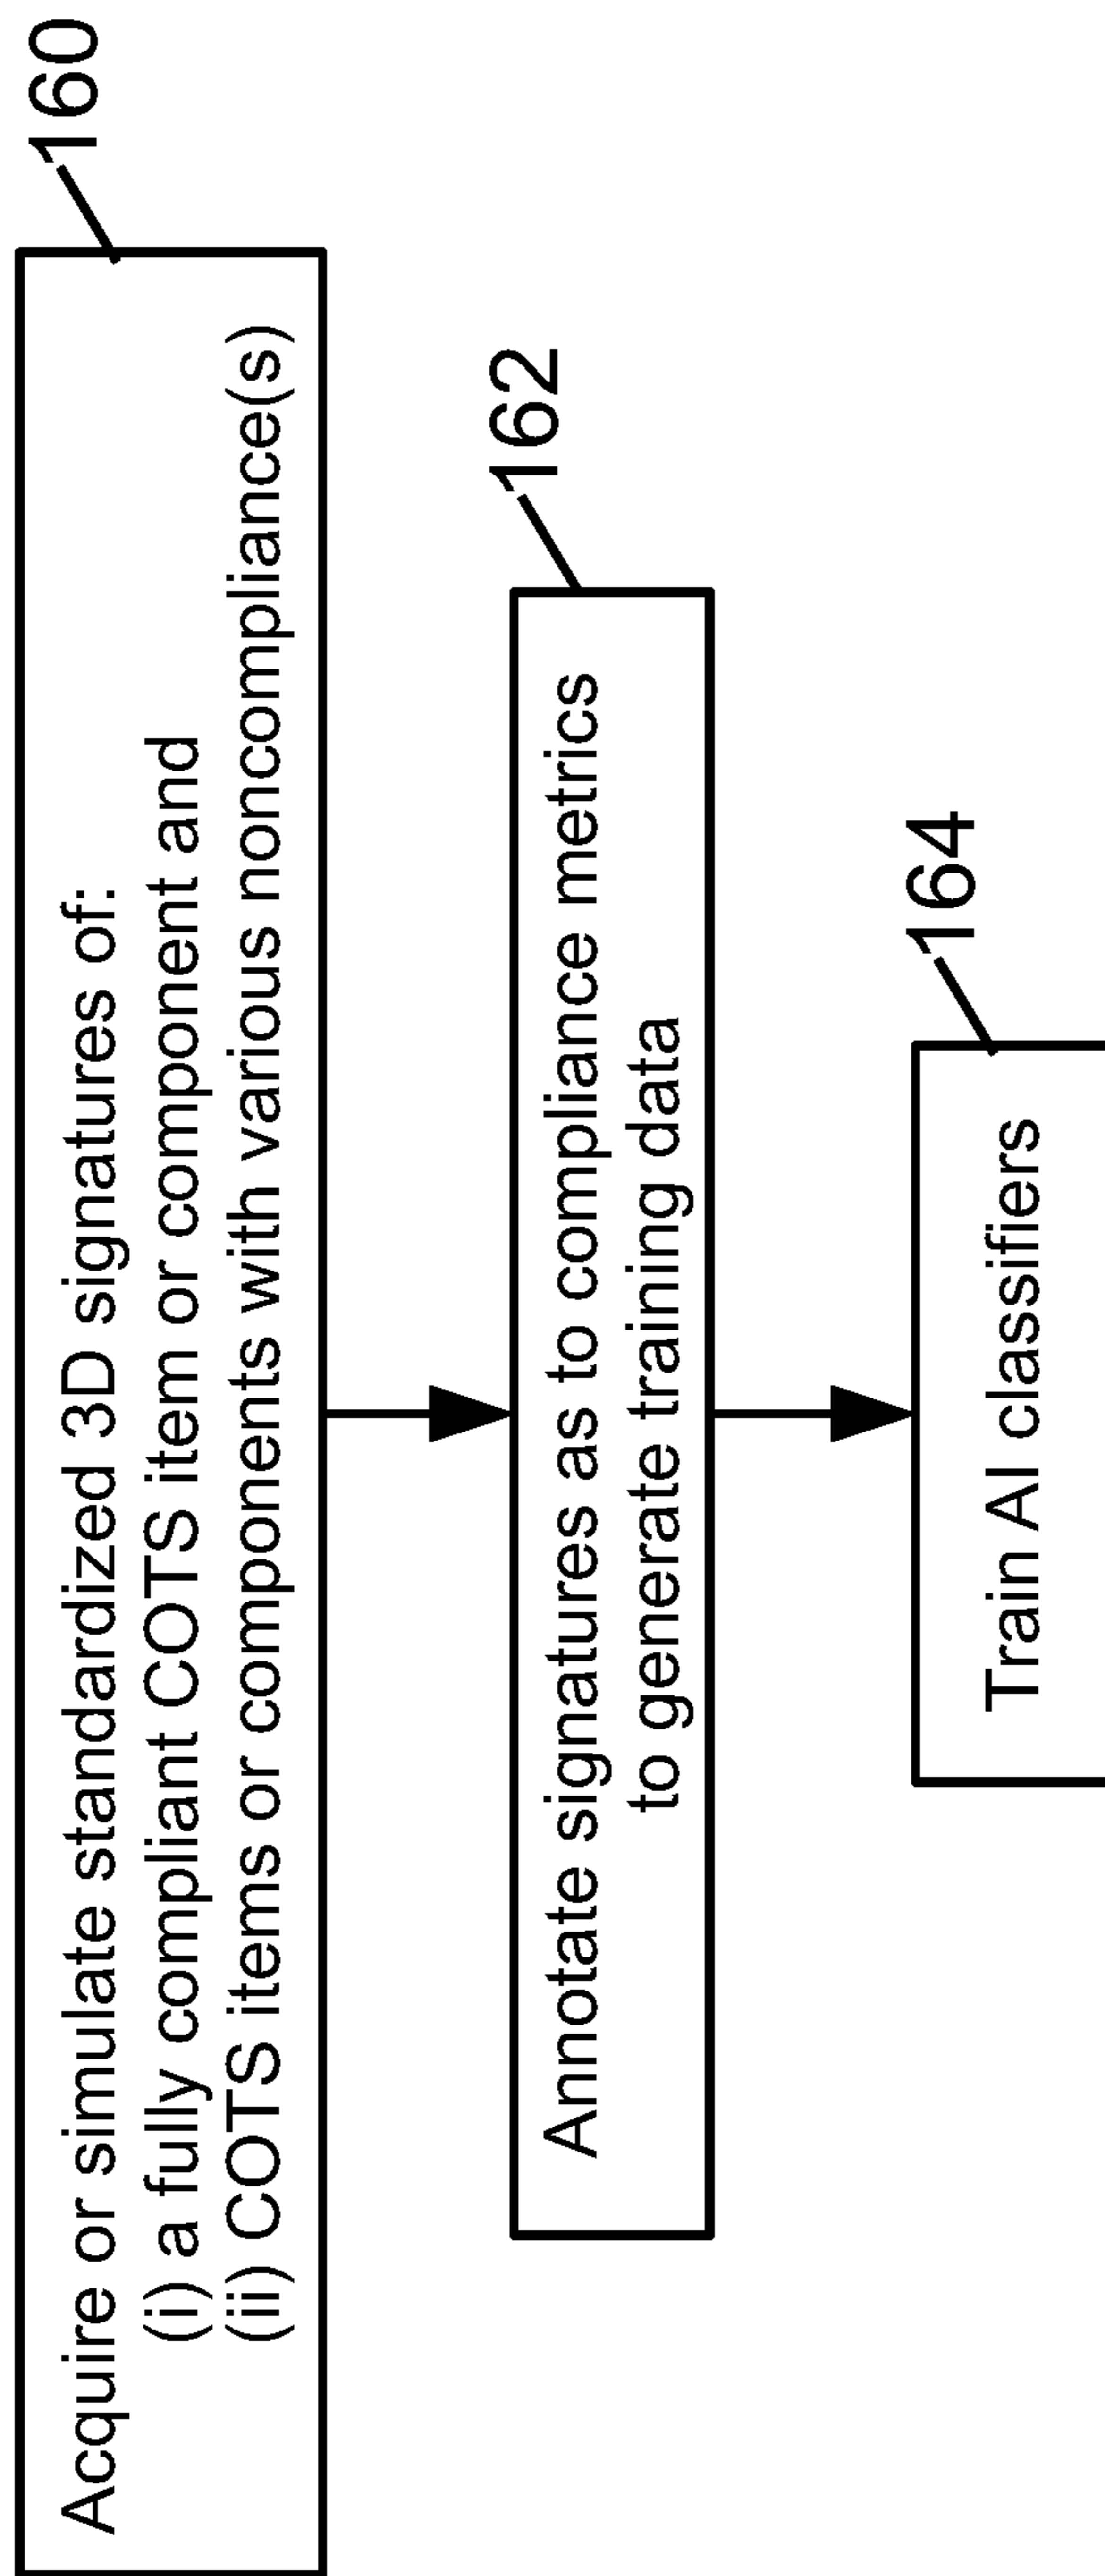 160
Acquire or simulate standardized 3D signatures of:
(i) a fully compliant COTS item or component and
(ii) COTS items or components with various noncompliance(s)
162
Annotate signatures as to compliance metrics
to generate training data
164
Train AI classifiers